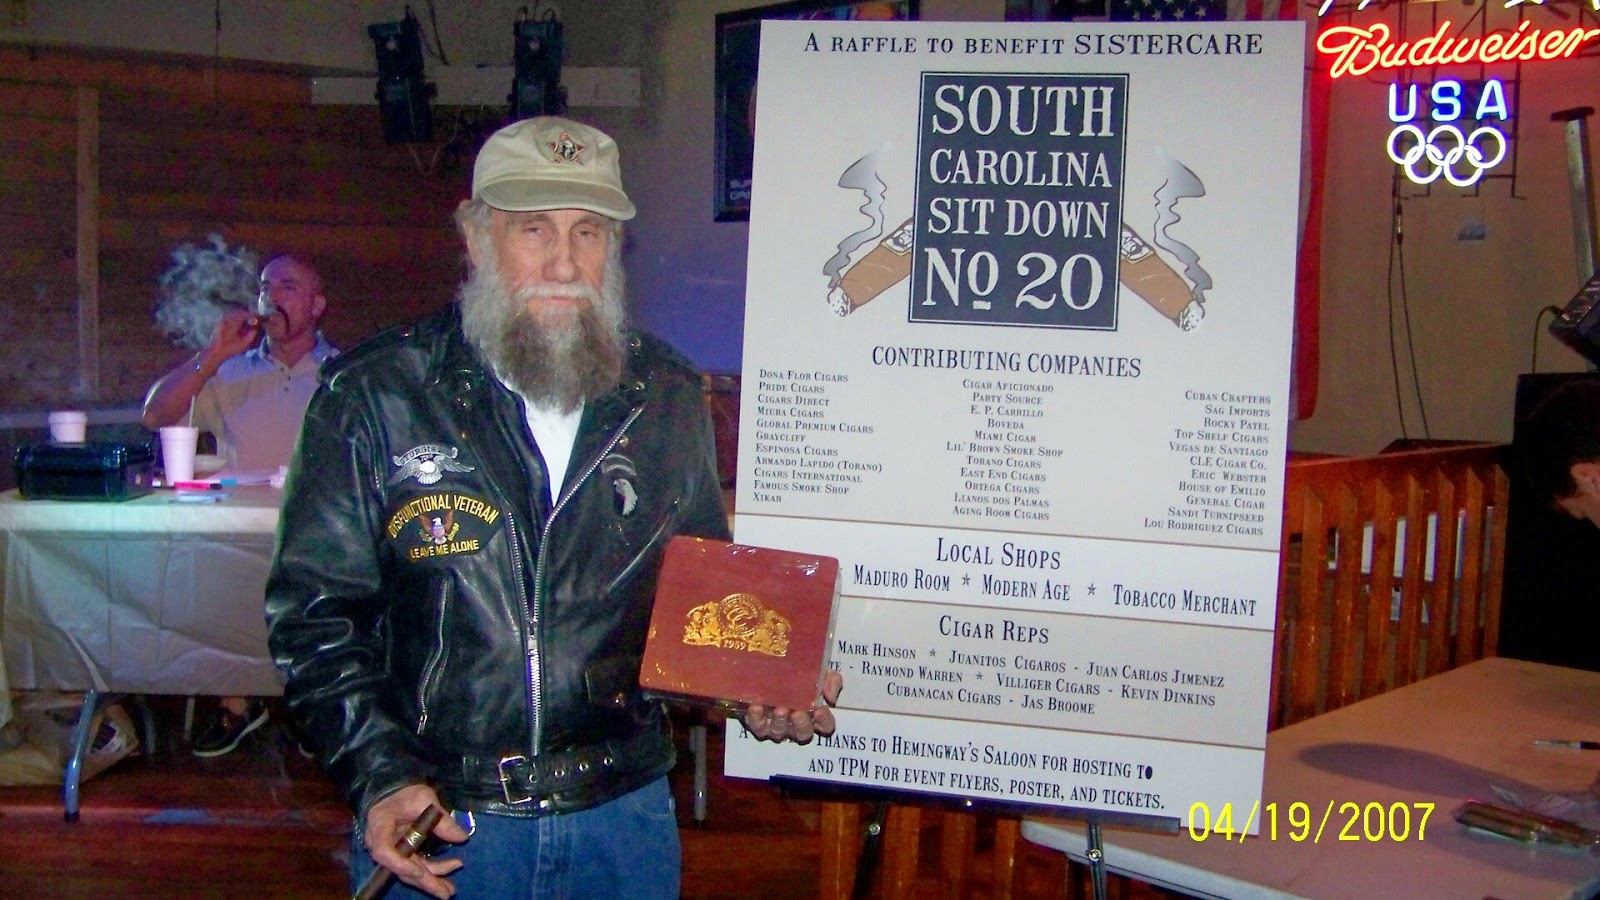 A RAFFLE TO BENEFIT SISTERCARE
SOUTH
CAROLINA
SIT DOWN
No 20
CONTRIBUTING COMPANIES
DONA FLOR CIGARS
PRIDE CIGARS
CIGARS DIRECT
MIURA CIGARS
GLOBAL PREMIUM CIGARS
GRAYCLIFF
ESPINOSA CIGARS
ARMANDO LAPIDO (TORANO)
CIGARS INTERNATIONAL
FAMOUS SMOKE SHOP
XIKAR
CIGAR AFICIONADO
PARTY SOURCE
E. P. CARRILLO
BOVEDA
MIAMI CIGAR
LIL' BROWN SMOKE SHOP
TORANO CIGARS
EAST END CIGARS
ORTEGA CIGARS
LIANOS DOS PALMAS
AGING ROOM CIGARS
CUBAN CRAFTERS
SAG IMPORTS
ROCKY PATEL
TOP SHELF CIGARS
VEGAS DE SANTIAGO
CLE CIGAR CO.
ERIC WEBSTER
HOUSE OF EMILIO
GENERAL CIGAR
SANDI TURNIPSEED
LOU RODRIGUEZ CIGARS
LOCAL SHOPS
MADURO ROOM * MODERN AGE * TOBACCO MERCHANT
CIGAR REPS
MARK HINSON * JUANITOS CIGAROS - JUAN CARLOS JIMENEZ
TE - RAYMOND WARREN * VILLIGER CIGARS - KEVIN DINKINS
CUBANACAN CIGARS - JAS BROOME
A THANKS TO HEMINGWAY'S SALOON FOR HOSTING TO
AND TPM FOR EVENT FLYERS, POSTER, AND TICKETS.
Budweiser
USA
STURGIS
DISFUNCTIONAL VETERAN
LEAVE ME ALONE
1959
04/19/2007